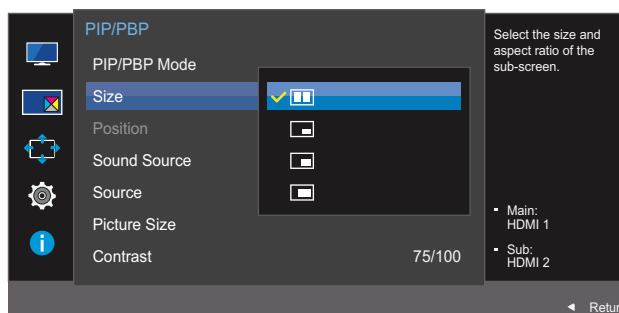 PIP/PBP
PIP/PBP Mode
Size
Position
Sound Source
Source
Picture Size
Contrast 75/100
Select the size and
aspect ratio of the
sub-screen.
Main:
HDMI 1
Sub:
HDMI 2
Retur